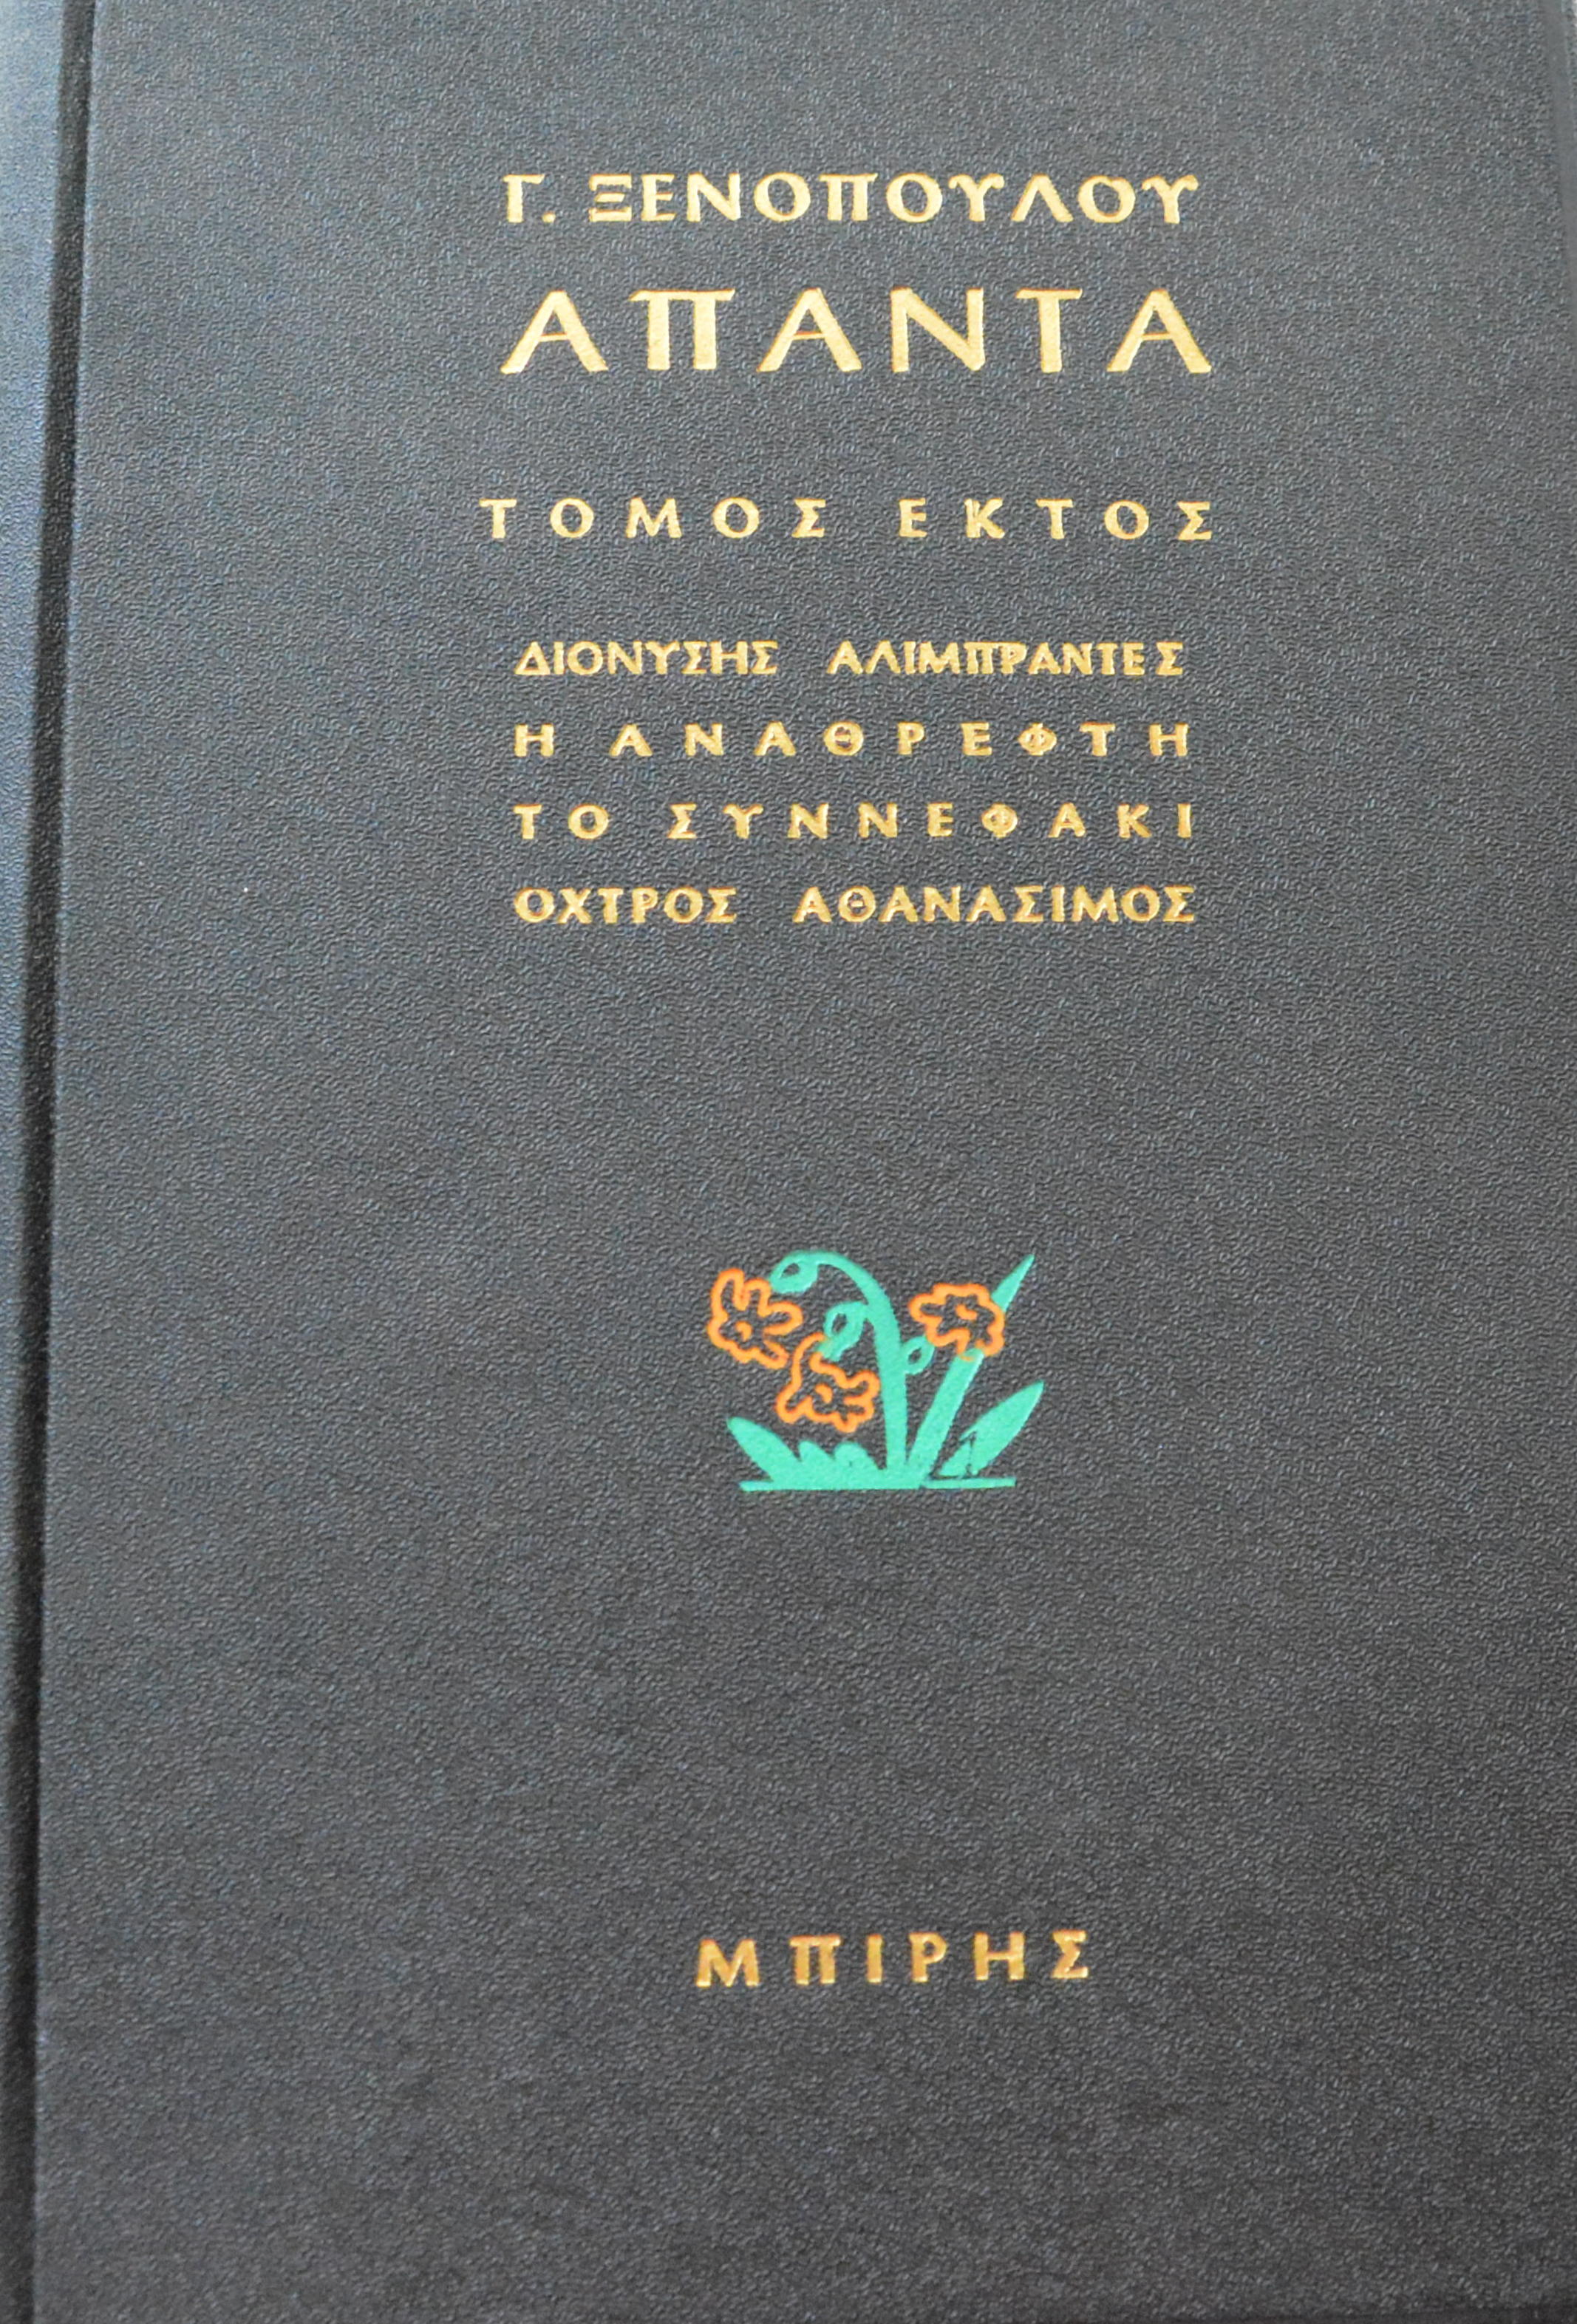 Γ. ΞΕΝΟΠΟΥΛΟΥ
ΑΠΑΝΤΑ
ΤΟΜΟΣ ΕΚΤΟΣ
ΔΙΟΝΥΣΗΣ ΑΛΙΜΠΡΑΝΤΕΣ
Η ΑΝΑΘΡΕΦΤΗ
ΤΟ ΣΥΝΝΕΦΑΚΙ
ΟΧΤΡΟΣ ΑΘΑΝΑΣΙΜΟΣ
ΜΠΙΡΗΣ